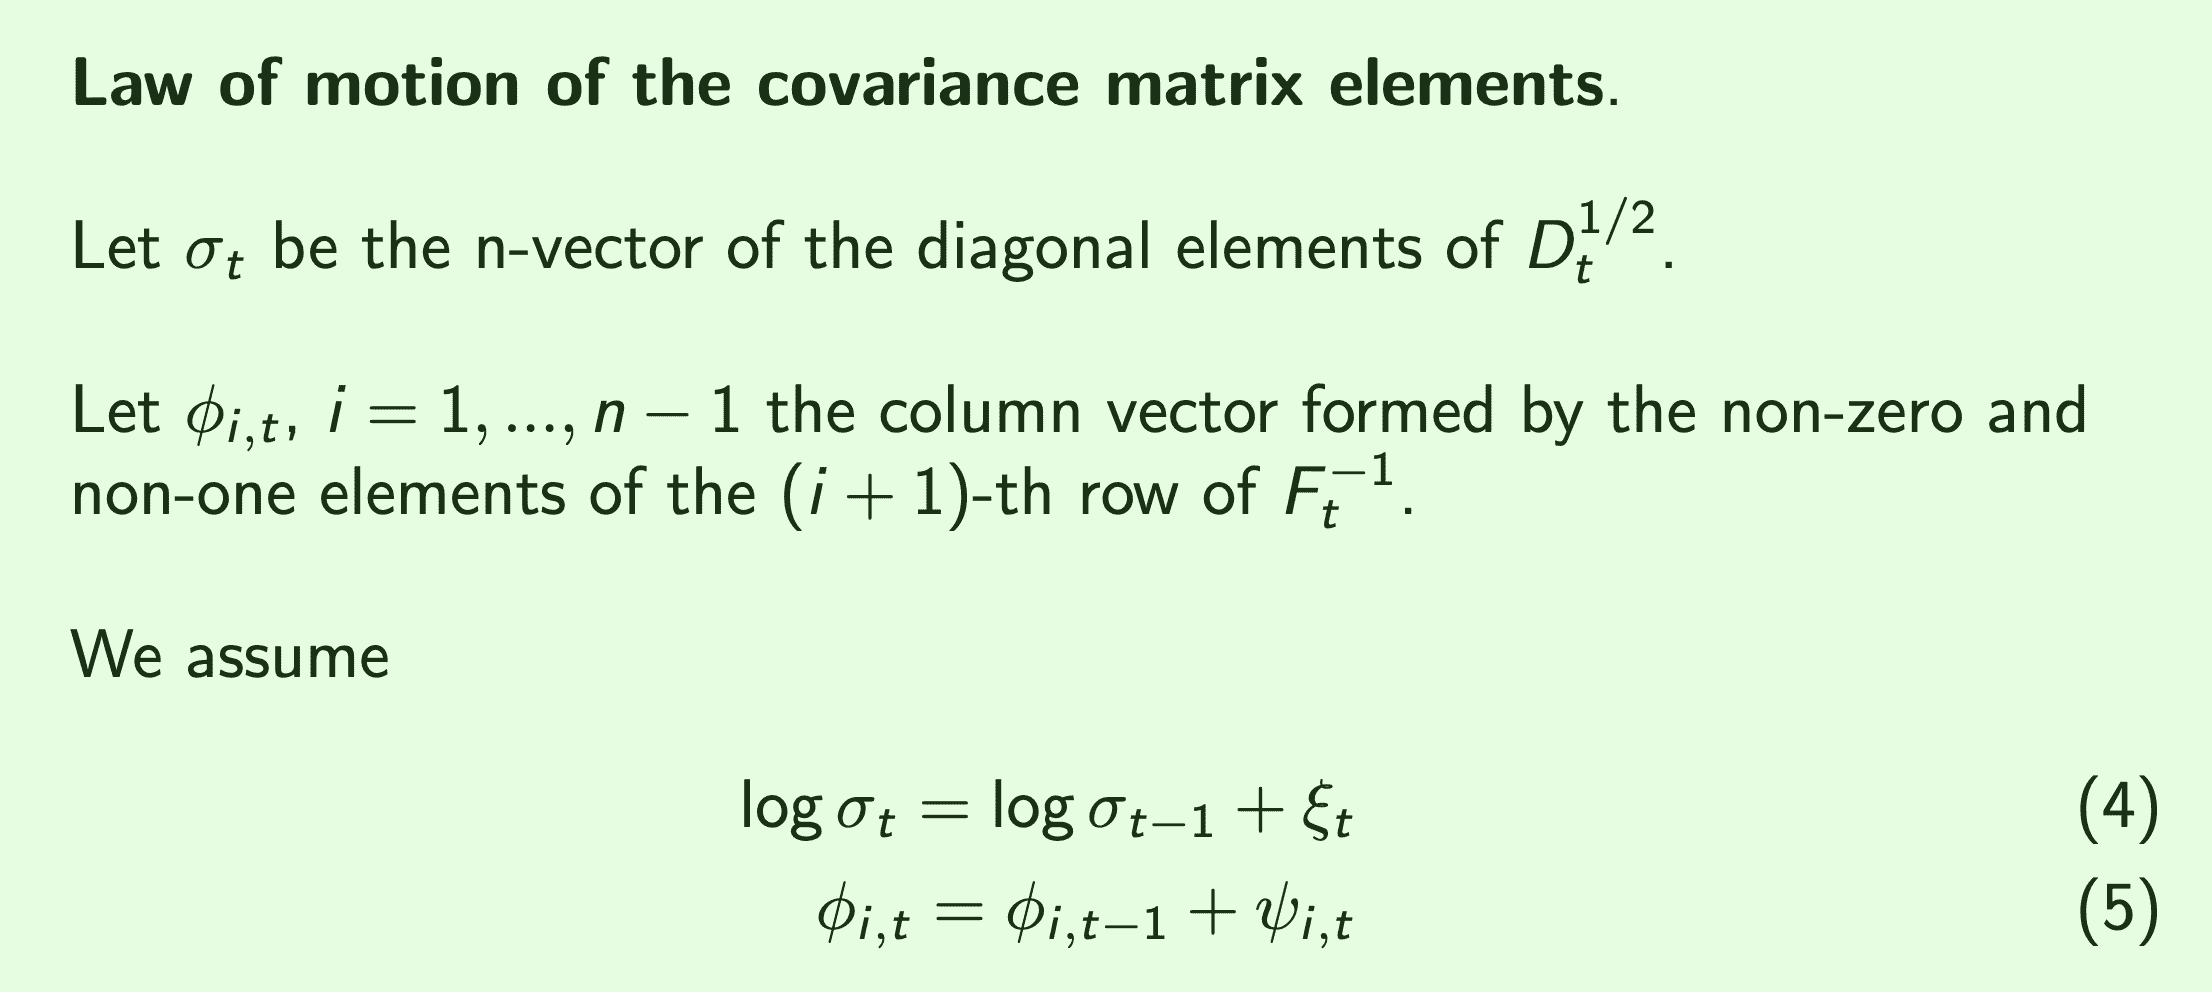 Law of motion of the covariance matrix elements.
Let $\sigma_t$ be the n-vector of the diagonal elements of $D_t^{1/2}$.
Let $\phi_{i,t}$, $i = 1, ..., n - 1$ the column vector formed by the non-zero and
non-one elements of the $(i + 1)$-th row of $F_t^{-1}$.
We assume
$\log \sigma_t = \log \sigma_{t-1} + \xi_t$ (4)
$\phi_{i,t} = \phi_{i,t-1} + \psi_{i,t}$ (5)